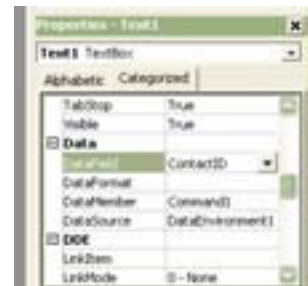 Properties - Text1
Text1 TextBox
Alphabetic Categorized
TabStop True
Visible True
Data
DataField ContactID
DataFormat
DataMember Command1
DataSource DataEnvironment1
DDE
LinkItem
LinkMode 0 - None